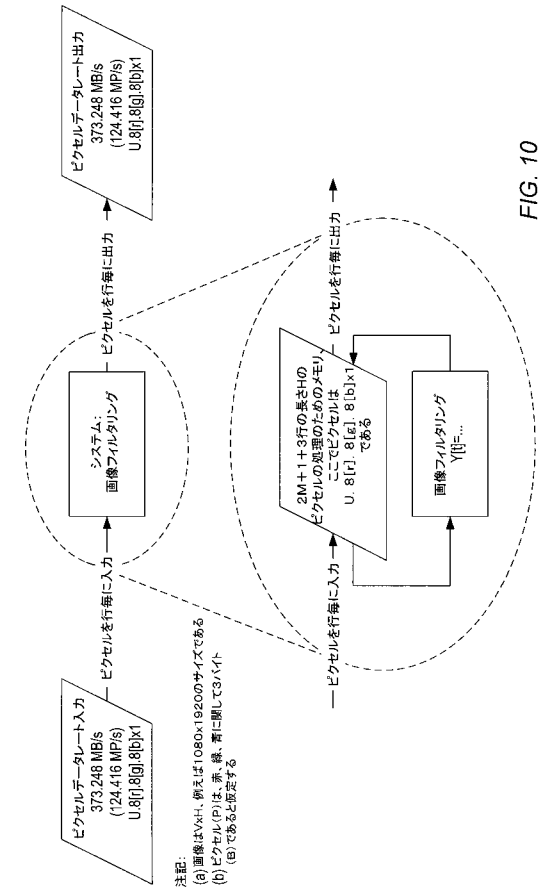 ピクセルデータレート入力
373.248 MB/s
(124.416 MP/s)
U.8[r].8[g].8[b]x1
ピクセルを行毎に入力
システム:
画像フィルタリング
ピクセルを行毎に出力
ピクセルデータレート出力
373.248 MB/s
(124.416 MP/s)
U.8[r].8[g].8[b]x1
注記:
(a) 画像はVxH、例えば1080x1920のサイズである
(b) ピクセル(P)は、赤、緑、青に関して3バイト
(B)であると仮定する
ピクセルを行毎に入力
2M+1+3行の長さHの
ピクセルの処理のためのメモリ、
ここでピクセルは
U. 8[r]. 8[g]. 8[b]x1
である
ピクセルを行毎に出力
画像フィルタリング
Y[t]=...
FIG. 10